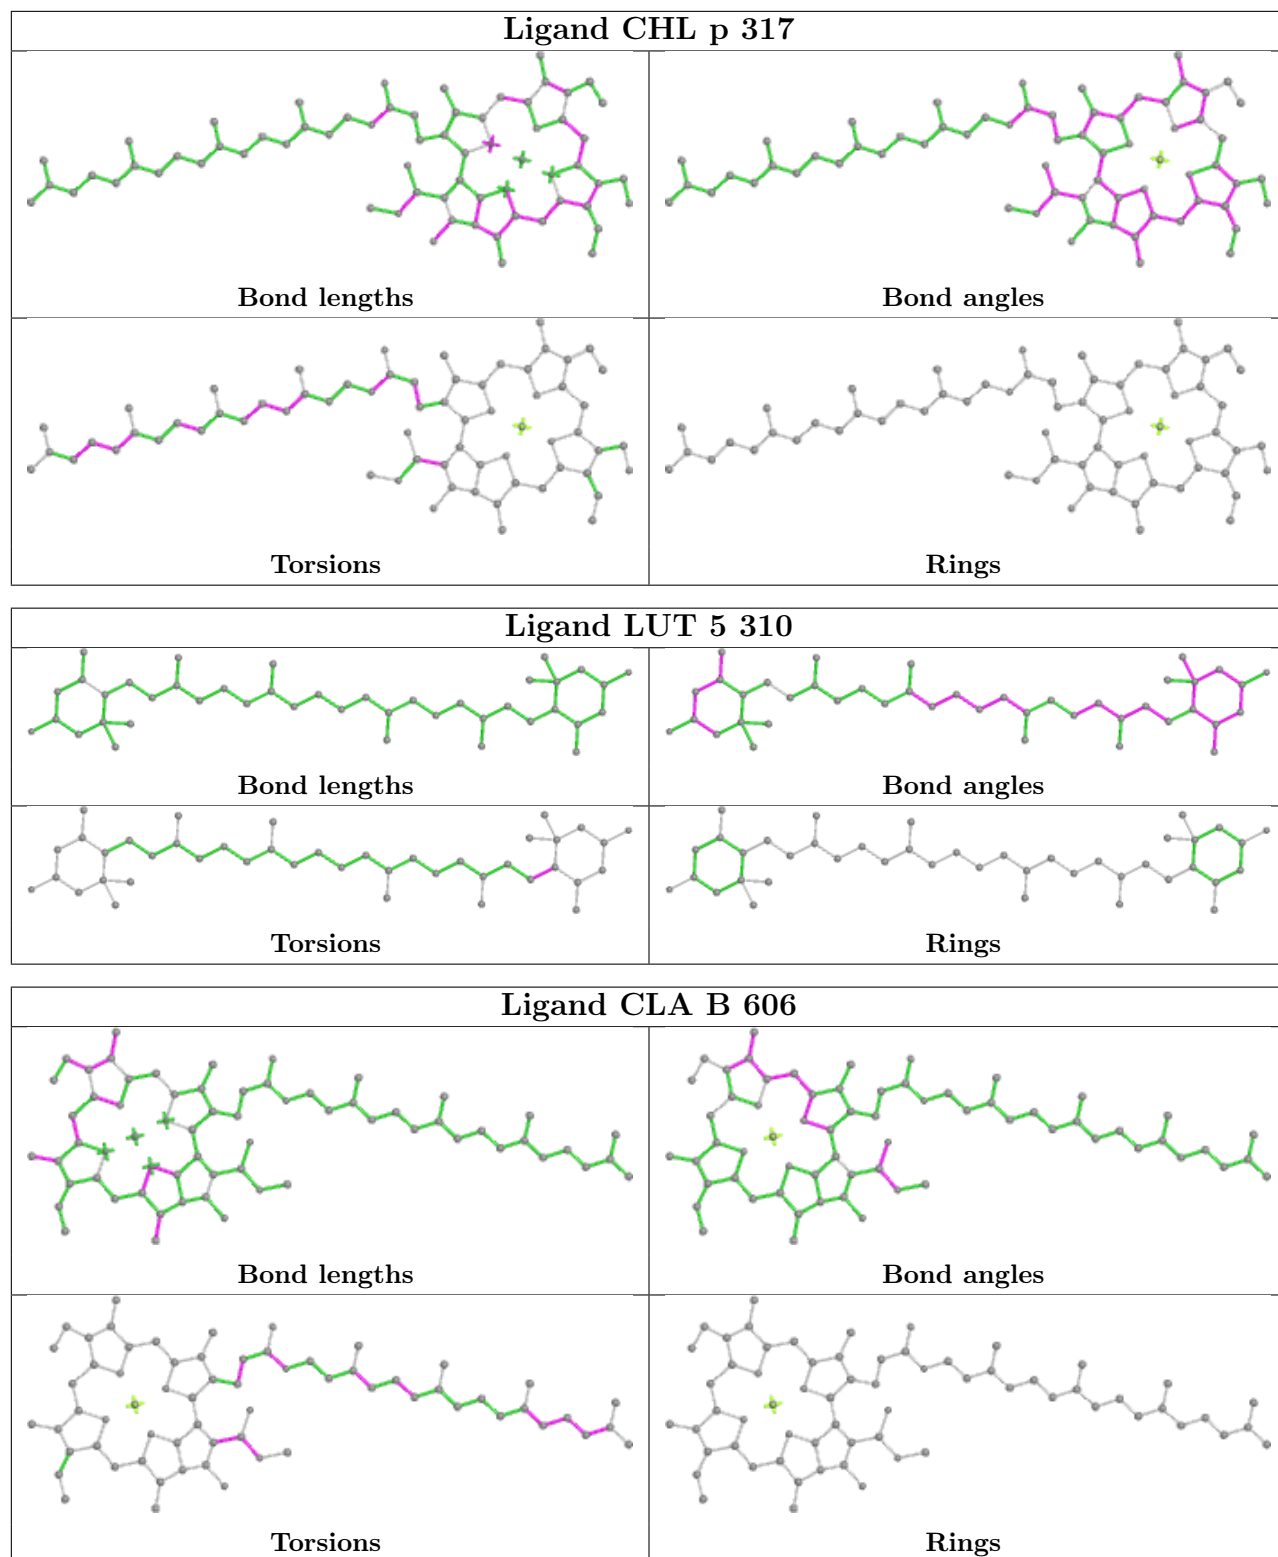 Ligand CHL p 317
Bond lengths
Bond angles
Torsions
Rings
Ligand LUT 5 310
Bond lengths
Bond angles
Torsions
Rings
Ligand CLA B 606
Bond lengths
Bond angles
Torsions
Rings